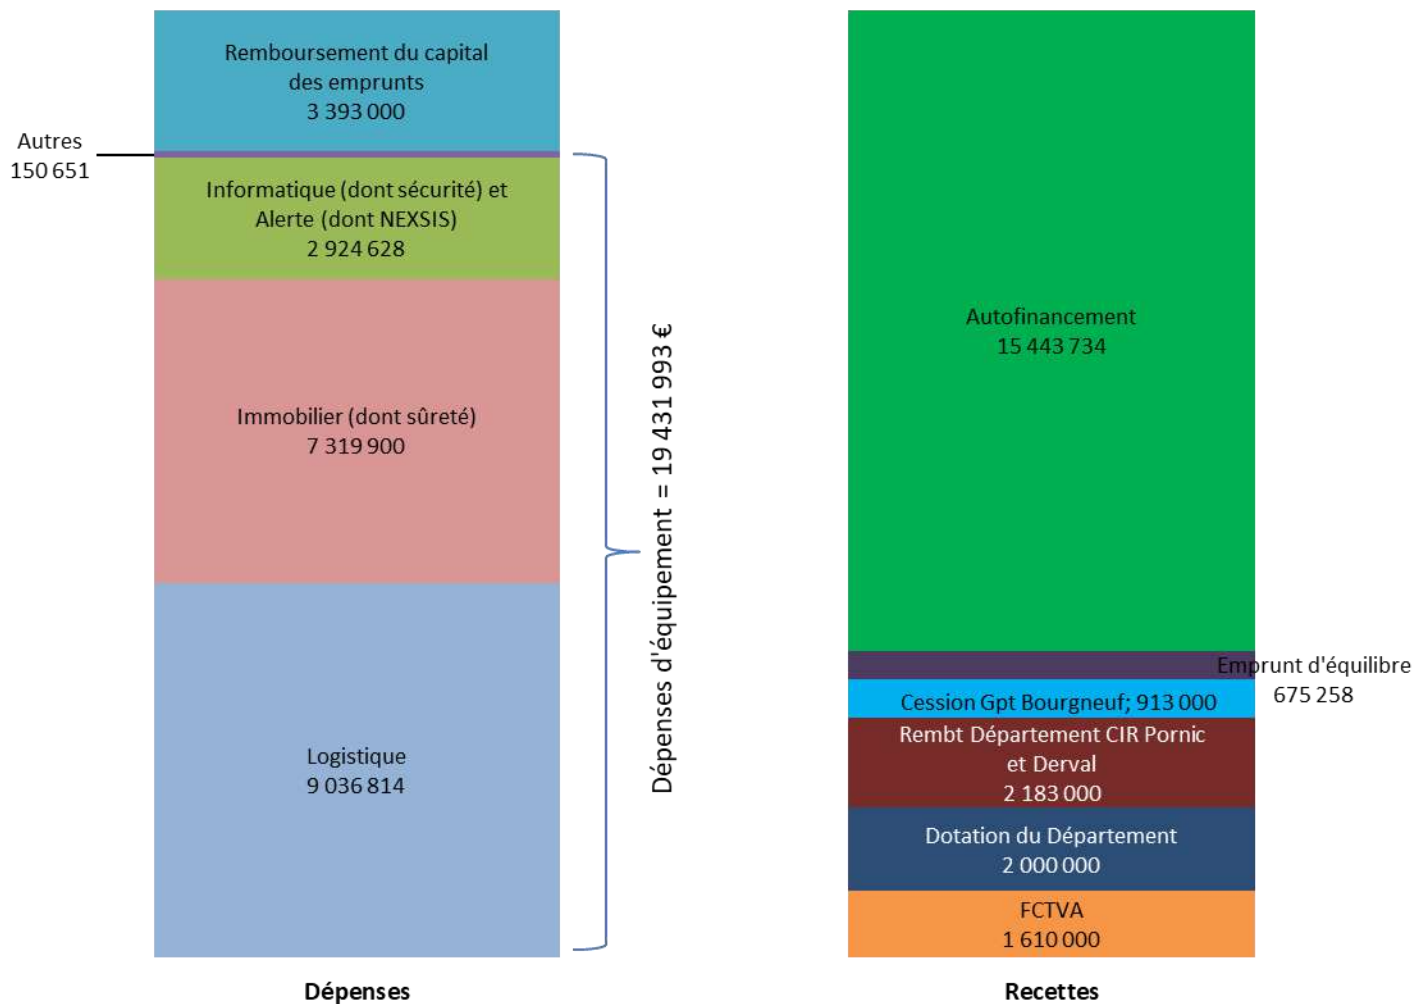 Remboursement du capital
des emprunts
3 393 000
Autres
150 651
Informatique (dont sécurité) et
Alerte (dont NEXSIS)
2 924 628
Immobilier (dont sûreté)
7 319 900
Logistique
9 036 814
Dépenses d'équipement = 19 431 993 €
Dépenses
Autofinancement
15 443 734
Emprunt d'équilibre
675 258
Cession Gpt Bourgneuf; 913 000
Rembt Département CIR Pornic
et Derval
2 183 000
Dotation du Département
2 000 000
FCTVA
1 610 000
Recettes